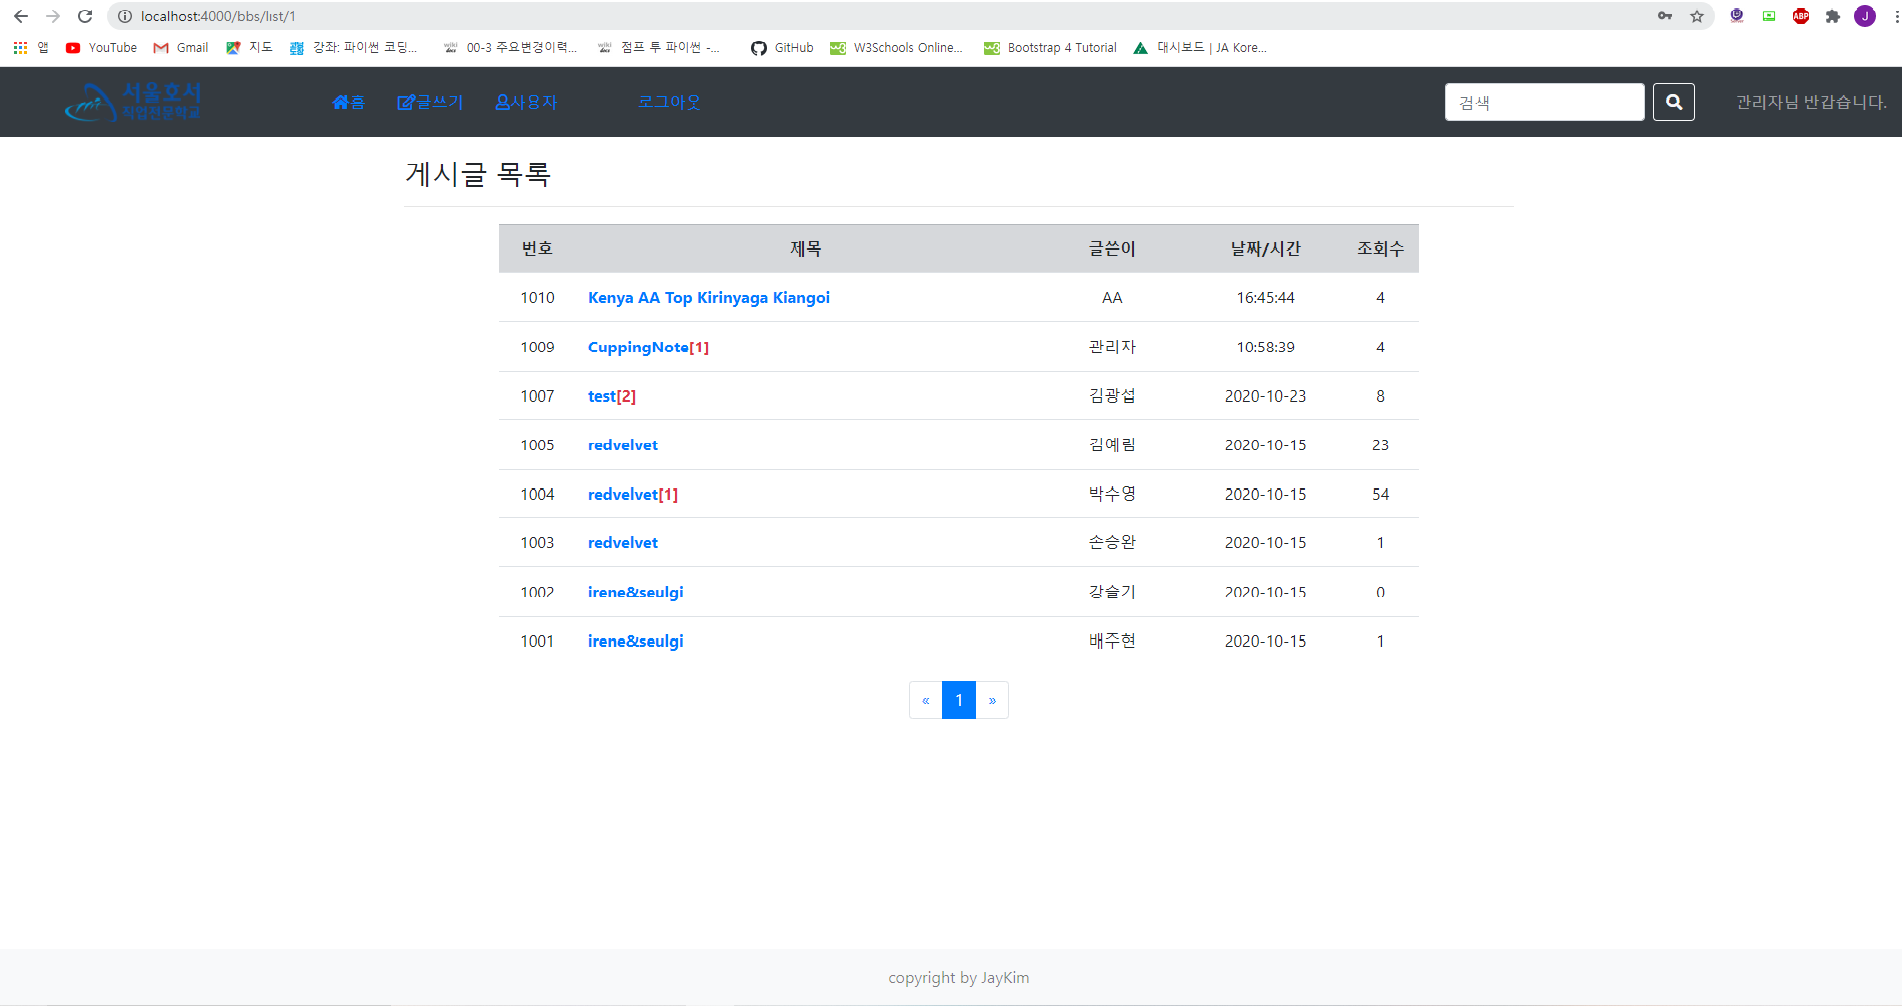 localhost:4000/bbs/list/1
앱 YouTube Gmail 지도 강좌: 파이썬 코딩... wiki 00-3 주요변경이력... wiki 점프 투 파이썬 -... GitHub W3Schools Online... Bootstrap 4 Tutorial 대시보드 | JA Kore...
ABP J
서울호서 홈 글쓰기 사용자 로그아웃 검색 관리자님 반갑습니다.
직업전문학교
게시글 목록
번호 제목 글쓴이 날짜/시간 조회수
1010 Kenya AA Top Kirinyaga Kiangoi AA 16:45:44 4
1009 CuppingNote[1] 관리자 10:58:39 4
1007 test[2] 김광섭 2020-10-23 8
1005 redvelvet 김예림 2020-10-15 23
1004 redvelvet[1] 박수영 2020-10-15 54
1003 redvelvet 손승완 2020-10-15 1
1002 irene&seulgi 강슬기 2020-10-15 0
1001 irene&seulgi 배주현 2020-10-15 1
« 1 »
copyright by JayKim